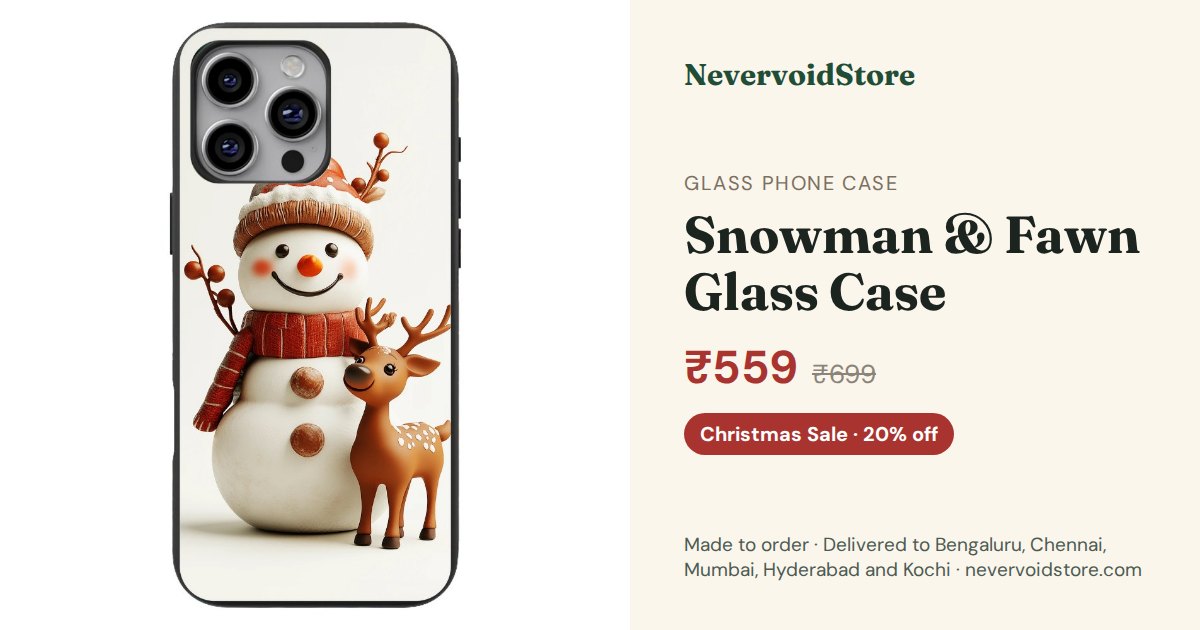 NevervoidStore
GLASS PHONE CASE
Snowman & Fawn
Glass Case
₹559 ₹699
Christmas Sale · 20% off
Made to order · Delivered to Bengaluru, Chennai,
Mumbai, Hyderabad and Kochi · nevervoidstore.com